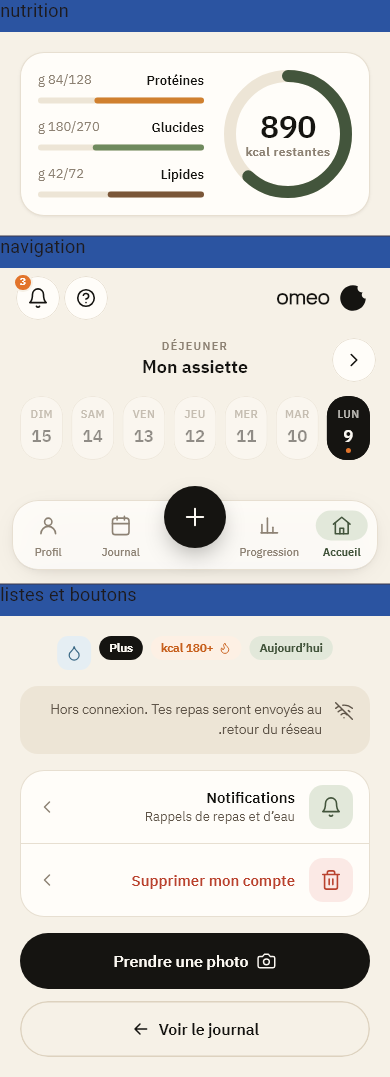 nutrition
g 84/128 Protéines
g 180/270 Glucides
g 42/72 Lipides
890
kcal restantes
navigation
3
omeo
DÉJEUNER
Mon assiette
DIM SAM VEN JEU MER MAR LUN
15 14 13 12 11 10 9
Profil Journal Progression Accueil
listes et boutons
Plus kcal 180+ Aujourd'hui
Hors connexion. Tes repas seront envoyés au
.retour du réseau
Notifications
Rappels de repas et d'eau
Supprimer mon compte
Prendre une photo
Voir le journal